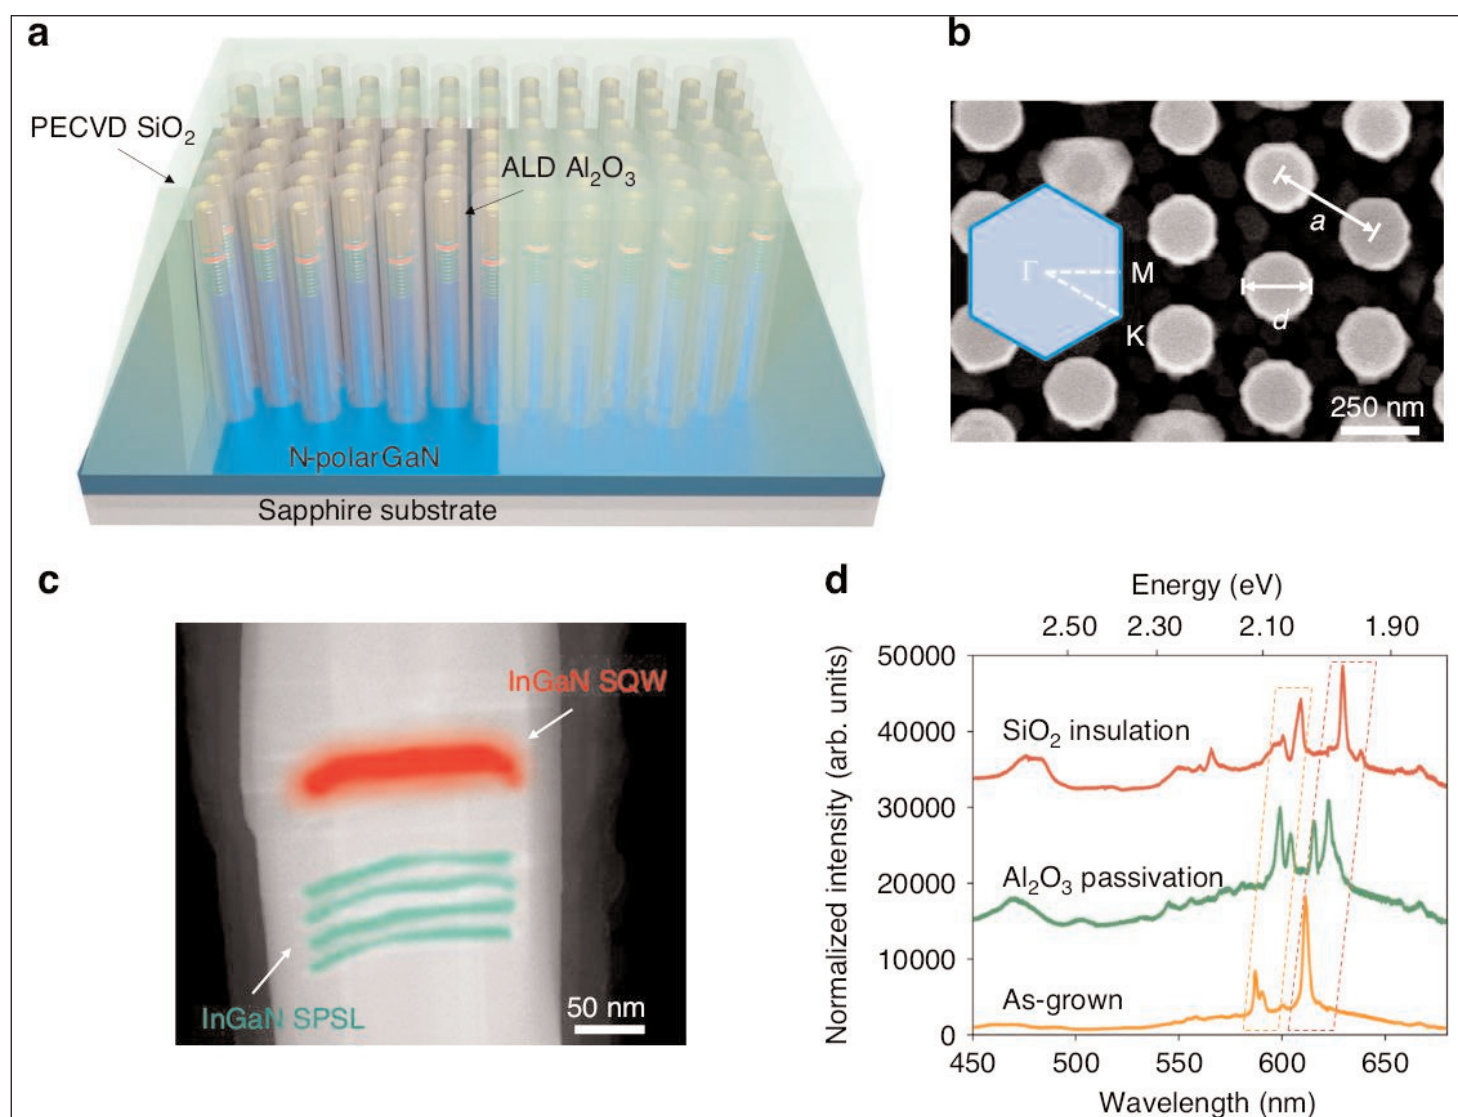 a
PECVD SiO₂
ALD Al₂O₃
N-polarGaN
Sapphire substrate
b
Γ
M
K
a
d
250 nm
c
InGaN SQW
InGaN SPSL
50 nm
d
Energy (eV)
2.50 2.30 2.10 1.90
Normalized intensity (arb. units)
50000
40000
30000
20000
10000
0
SiO₂ insulation
Al₂O₃ passivation
As-grown
450 500 550 600 650
Wavelength (nm)